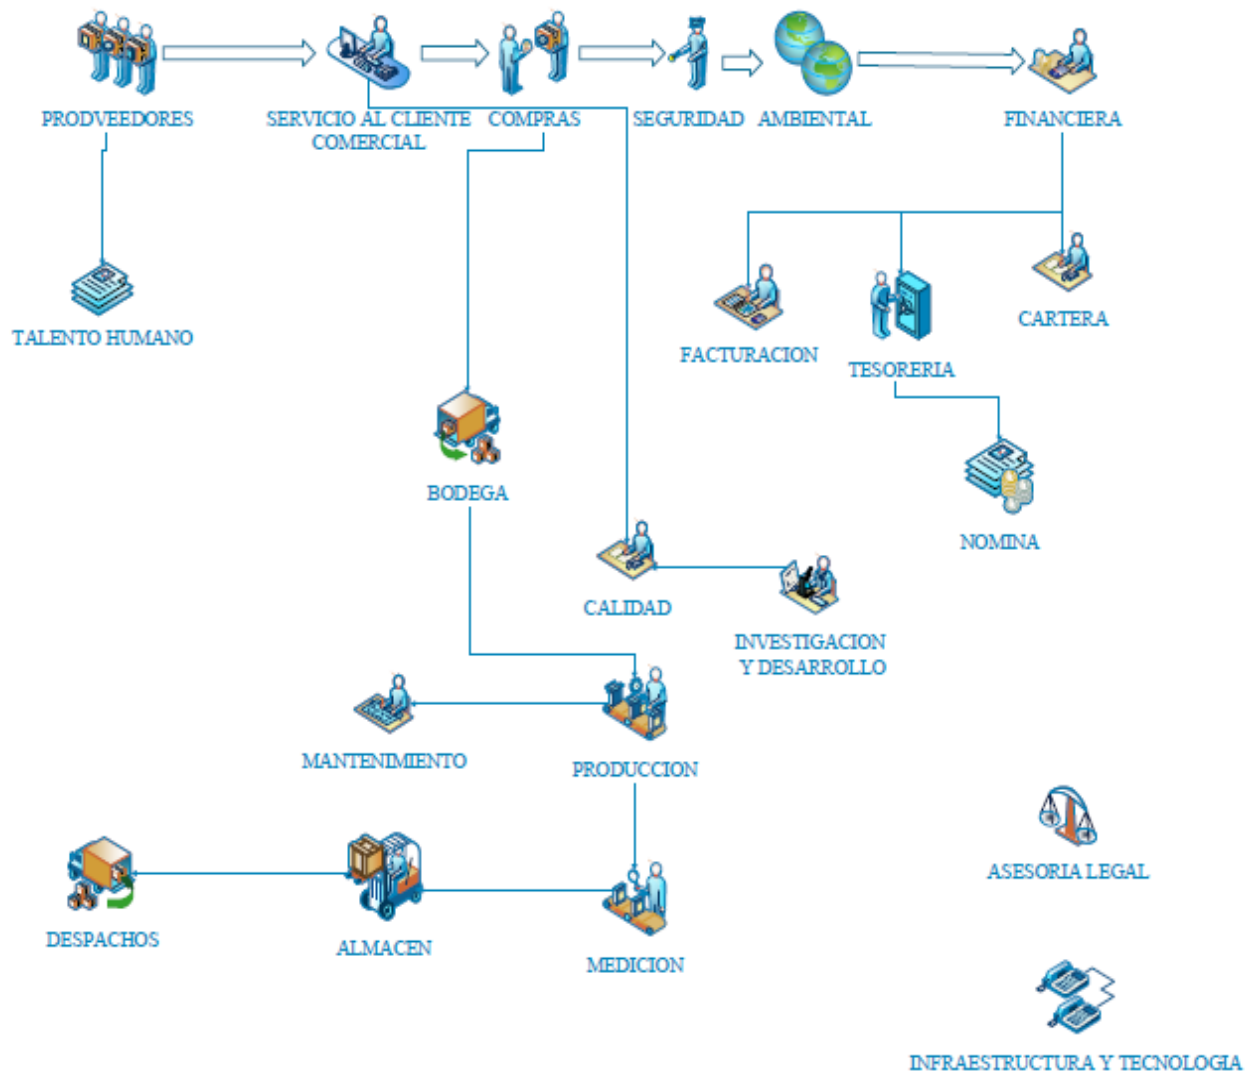 PRODVEEDORES
SERVICIO AL CLIENTE
COMERCIAL
COMPRAS
SEGURIDAD
AMBIENTAL
FINANCIERA
TALENTO HUMANO
FACTURACION
TESORERIA
CARTERA
BODEGA
NOMINA
CALIDAD
INVESTIGACION
Y DESARROLLO
MANTENIMIENTO
PRODUCCION
ASESORIA LEGAL
DESPACHOS
ALMACEN
MEDICION
INFRAESTRUCTURA Y TECNOLOGIA